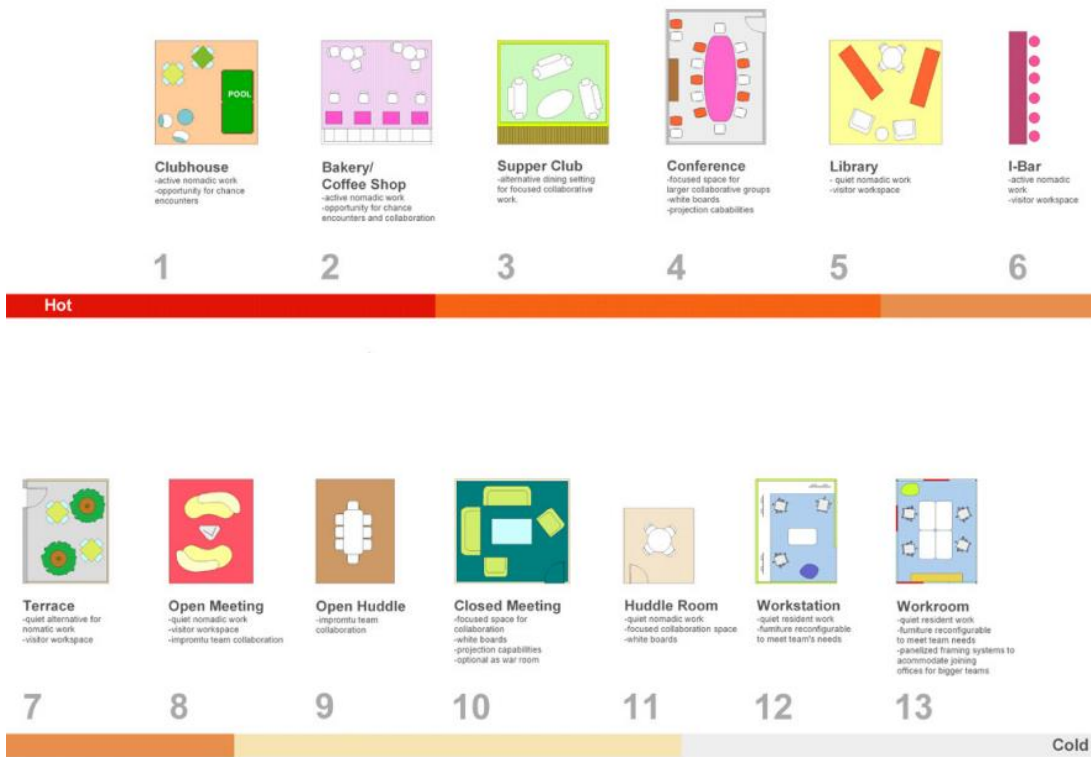 POOL
Clubhouse
-active nomadic work
-opportunity for chance
encounters
Bakery/
Coffee Shop
-active nomadic work
-opportunity for chance
encounters and collaboration
Supper Club
-alternative dining setting
for focused collaborative
work.
Conference
-focused space for
larger collaborative groups
-white boards
-projection cababilities
Library
- quiet nomadic work
-visitor workspace
I-Bar
-active nomadic
work
-visitor workspace
1
2
3
4
5
6
Hot
Terrace
-quiet alternative for
nomatic work
-visitor workspace
Open Meeting
-quiet nomadic work
-visitor workspace
-impromtu team collaboration
Open Huddle
-impromtu team
collaboration
Closed Meeting
-focused space for
collaboration
-white boards
-projection capabilities
-optional as war room
Huddle Room
-quiet nomadic work
-focused collaboration space
-white boards
Workstation
-quiet resident work
-furniture reconfigurable
to meet team's needs
Workroom
-quiet resident work
-furniture reconfigurable
to meet team needs
-panelized framing systems to
acommodate joining
offices for bigger teams
7
8
9
10
11
12
13
Cold